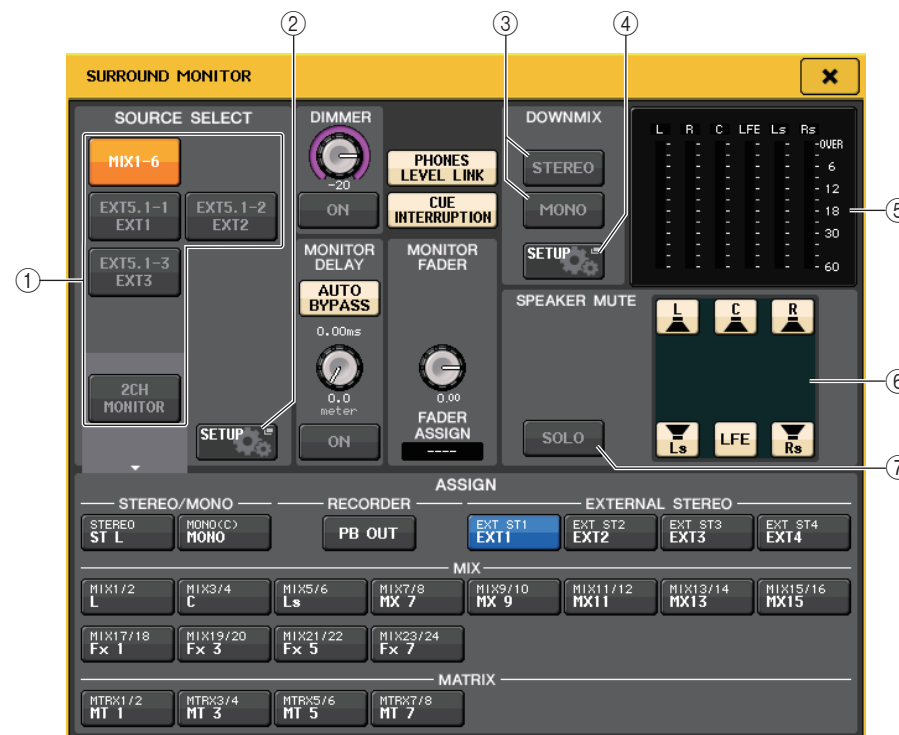 ② ③ ④
SURROUND MONITOR
SOURCE SELECT
MIX1-6
EXT5.1-1
EXT1
EXT5.1-2
EXT2
EXT5.1-3
EXT3
①
2CH
MONITOR
SETUP
DIMMER
-20
ON
PHONES
LEVEL LINK
CUE
INTERRUPTION
MONITOR
DELAY
AUTO
BYPASS
0.00ms
0.0
meter
ON
MONITOR
FADER
0.00
FADER
ASSIGN
----
DOWNMIX
STEREO
MONO
SETUP
L R C LFE Ls Rs
OVER
6
12
18
30
60
⑤
SPEAKER MUTE
L C R
⑥
SOLO
Ls LFE Rs
⑦
ASSIGN
STEREO/MONO
RECORDER
EXTERNAL STEREO
STEREO
ST L
MONO(C)
MONO
PB OUT
EXT ST1
EXT1
EXT ST2
EXT2
EXT ST3
EXT3
EXT ST4
EXT4
MIX
MIX1/2
L
MIX3/4
C
MIX5/6
Ls
MIX7/8
MX 7
MIX9/10
MX 9
MIX11/12
MX11
MIX13/14
MX13
MIX15/16
MX15
MIX17/18
Fx 1
MIX19/20
Fx 3
MIX21/22
Fx 5
MIX23/24
Fx 7
MATRIX
MTRX1/2
MT 1
MTRX3/4
MT 3
MTRX5/6
MT 5
MTRX7/8
MT 7